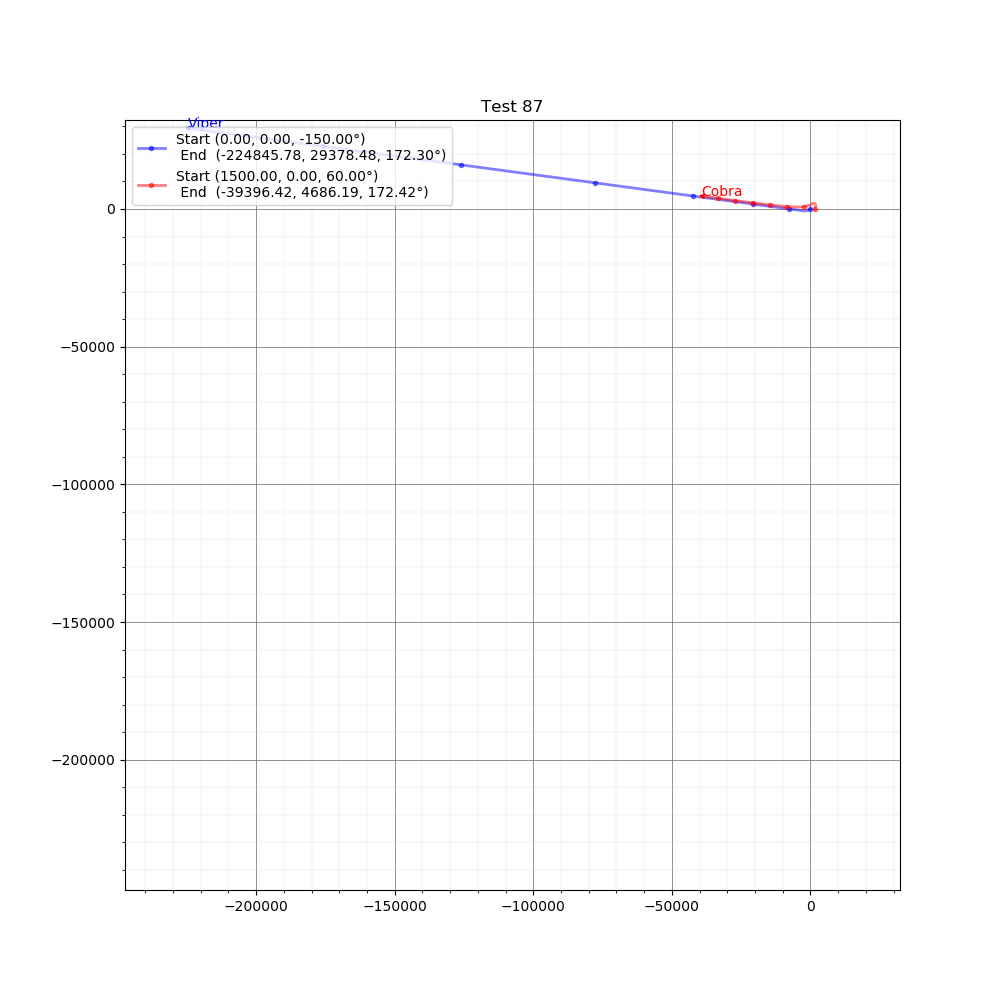 Test 87
Viper
Start (0.00, 0.00, -150.00°)
End (-224845.78, 29378.48, 172.30°)
Start (1500.00, 0.00, 60.00°)
End (-39396.42, 4686.19, 172.42°)
Cobra
0
−50000
−100000
−150000
−200000
−200000
−150000
−100000
−50000
0